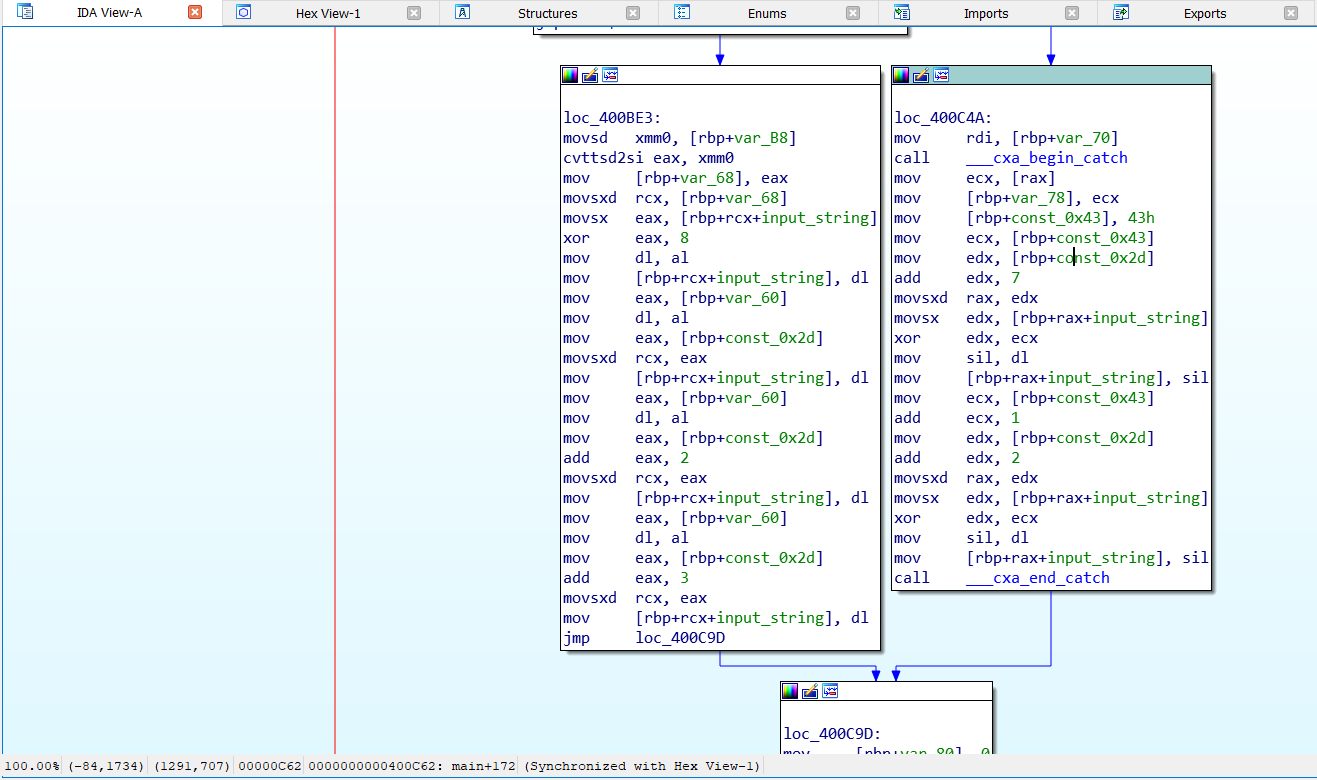 IDA View-A
Hex View-1
Structures
Enums
Imports
Exports
loc_400BE3:
movsd xmm0, [rbp+var_B8]
cvttsd2si eax, xmm0
mov [rbp+var_68], eax
movsxd rcx, [rbp+var_68]
movsx eax, [rbp+rcx+input_string]
xor eax, 8
mov dl, al
mov [rbp+rcx+input_string], dl
mov eax, [rbp+var_60]
mov dl, al
mov eax, [rbp+const_0x2d]
movsxd rcx, eax
mov [rbp+rcx+input_string], dl
mov eax, [rbp+var_60]
mov dl, al
mov eax, [rbp+const_0x2d]
add eax, 2
movsxd rcx, eax
mov [rbp+rcx+input_string], dl
mov eax, [rbp+var_60]
mov dl, al
mov eax, [rbp+const_0x2d]
add eax, 3
movsxd rcx, eax
mov [rbp+rcx+input_string], dl
jmp loc_400C9D
loc_400C4A:
mov rdi, [rbp+var_70]
call ___cxa_begin_catch
mov ecx, [rax]
mov [rbp+var_78], ecx
mov [rbp+const_0x43], 43h
mov ecx, [rbp+const_0x43]
mov edx, [rbp+const_0x2d]
add edx, 7
movsxd rax, edx
movsx edx, [rbp+rax+input_string]
xor edx, ecx
mov sil, dl
mov [rbp+rax+input_string], sil
mov ecx, [rbp+const_0x43]
add ecx, 1
mov edx, [rbp+const_0x2d]
add edx, 2
movsxd rax, edx
movsx edx, [rbp+rax+input_string]
xor edx, ecx
mov sil, dl
mov [rbp+rax+input_string], sil
call ___cxa_end_catch
loc_400C9D:
mov [rbp+var_80], 0
100.00% (-84,1734) (1291,707) 00000C62 0000000000400C62: main+172 (Synchronized with Hex View-1)